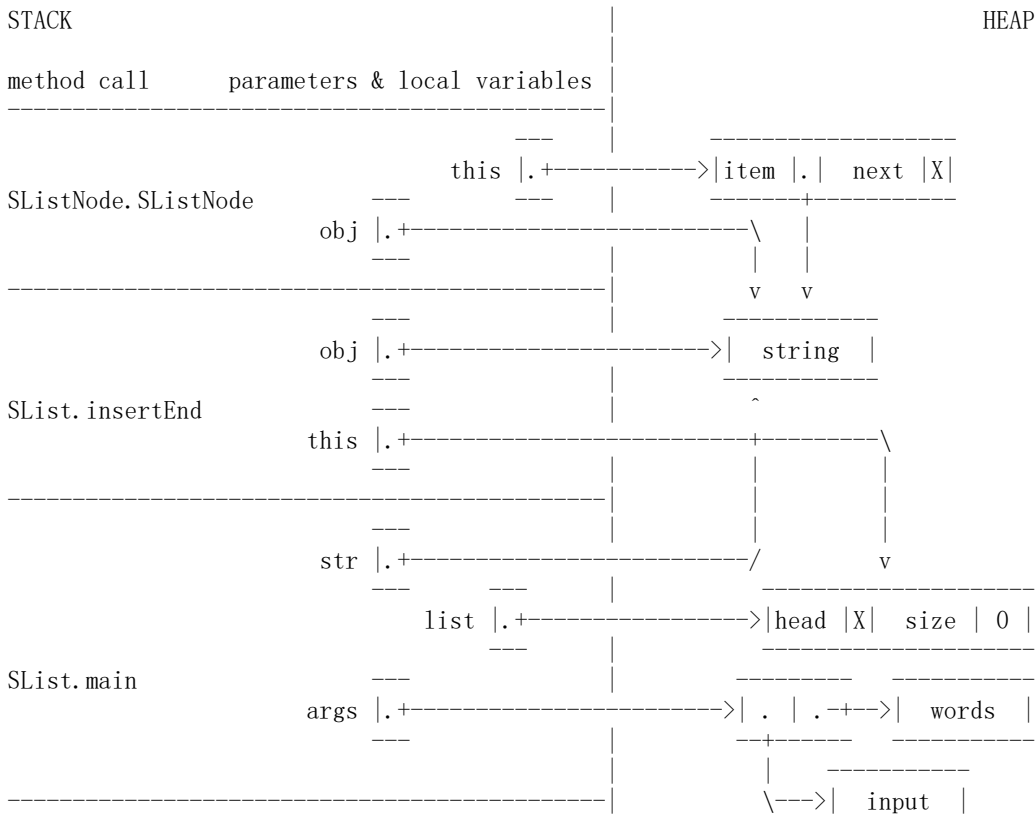 STACK | HEAP
method call parameters & local variables |
this |.+----------->|item |.| next |X|
SListNode.SListNode
obj |.+--------------------------\ |
v v
obj |.+----------------------->| string |
SList.insertEnd ^
this |.+--------------------------+---------\
str |.+--------------------------/ v
list |.+----------------->|head |X| size | 0 |
SList.main
args |.+------------------------>| . | .-+-->| words |
\--->| input |